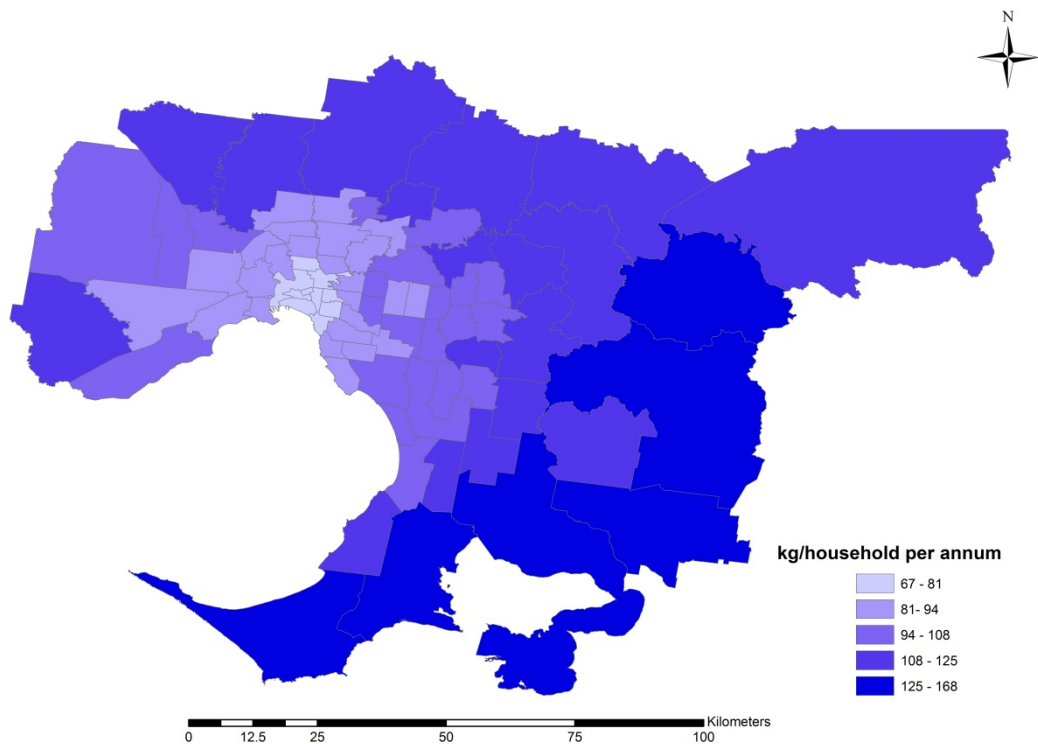 N
kg/household per annum
67 - 81
81- 94
94 - 108
108 - 125
125 - 168
Kilometers
0 12.5 25 50 75 100